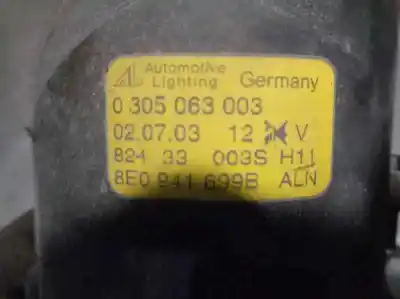 AL Automotive Lighting Germany
0 305 063 003
02.07.03 12 V
824 33 003S H11
8E0 941 699B ALN